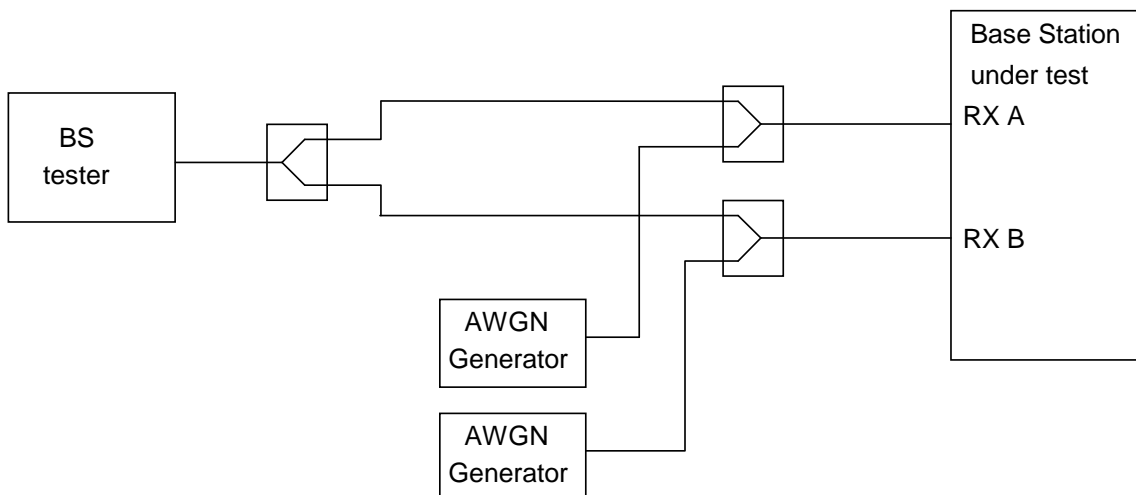 BS
tester
Base Station
under test
RX A
RX B
AWGN
Generator
AWGN
Generator